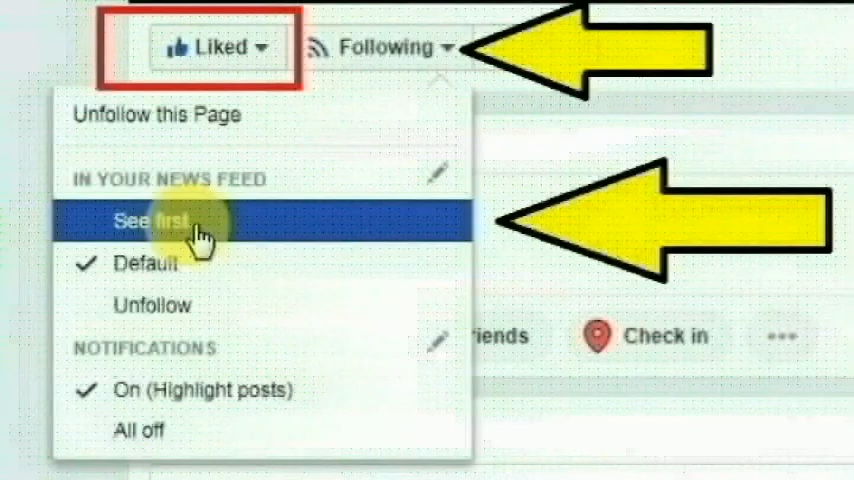 Liked Following
Unfollow this Page
IN YOUR NEWS FEED
See first
Default
Unfollow
riends Check in
NOTIFICATIONS
On (Highlight posts)
All off